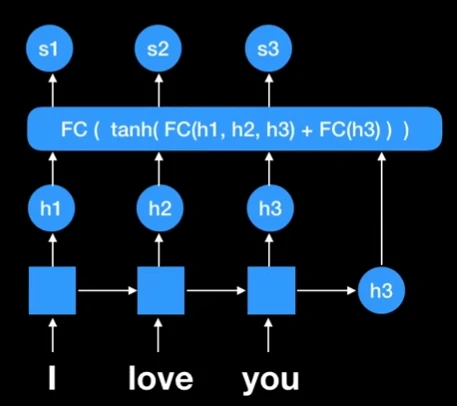 s1 s2 s3
FC ( tanh( FC(h1, h2, h3) + FC(h3) ) )
h1 h2 h3
h3
I love you